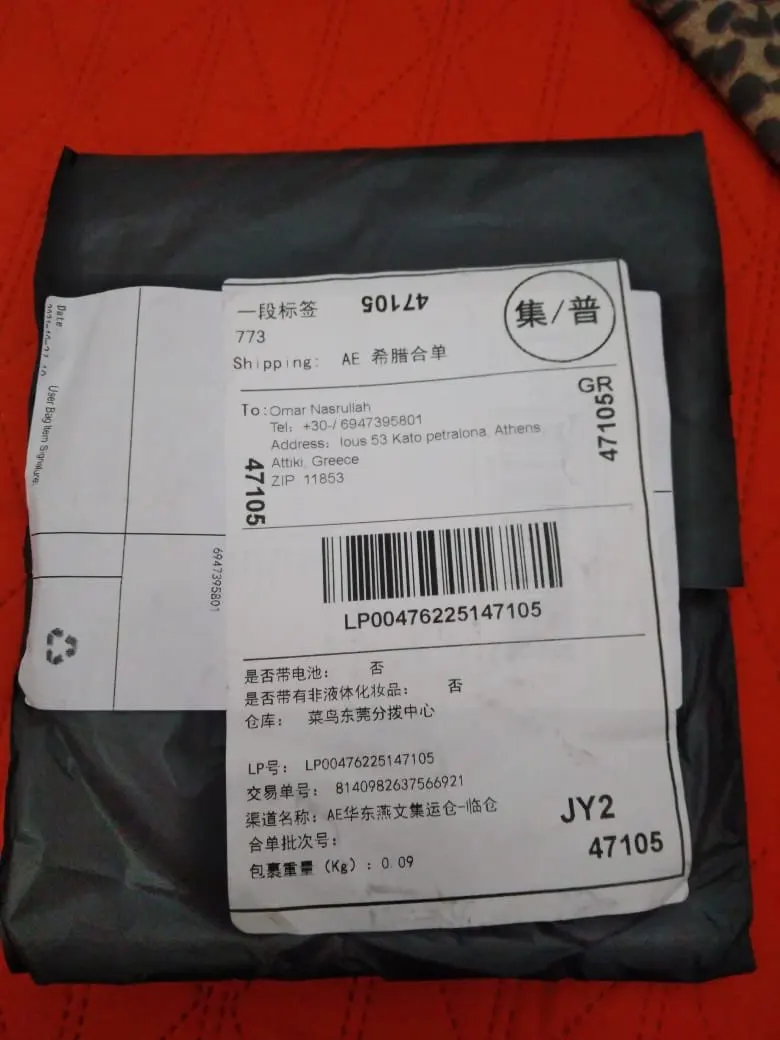 一段标签
47105
集/普
773
Shipping: AE 希腊合单
GR
47105
To: Omar Nasrullah
Tel: +30-/ 6947395801
Address: Ious 53 Kato petralona, Athens
Attiki, Greece
ZIP 11853
47105
LP00476225147105
是否带电池: 否
是否带有非液体化妆品: 否
仓库: 菜鸟东莞分拨中心
LP号: LP00476225147105
交易单号: 8140982637566921
渠道名称: AE华东燕文集运仓-临仓
合单批次号:
包裹重量 (Kg) : 0.09
JY2
47105
Date
User Bag Item Signature:
6947395801